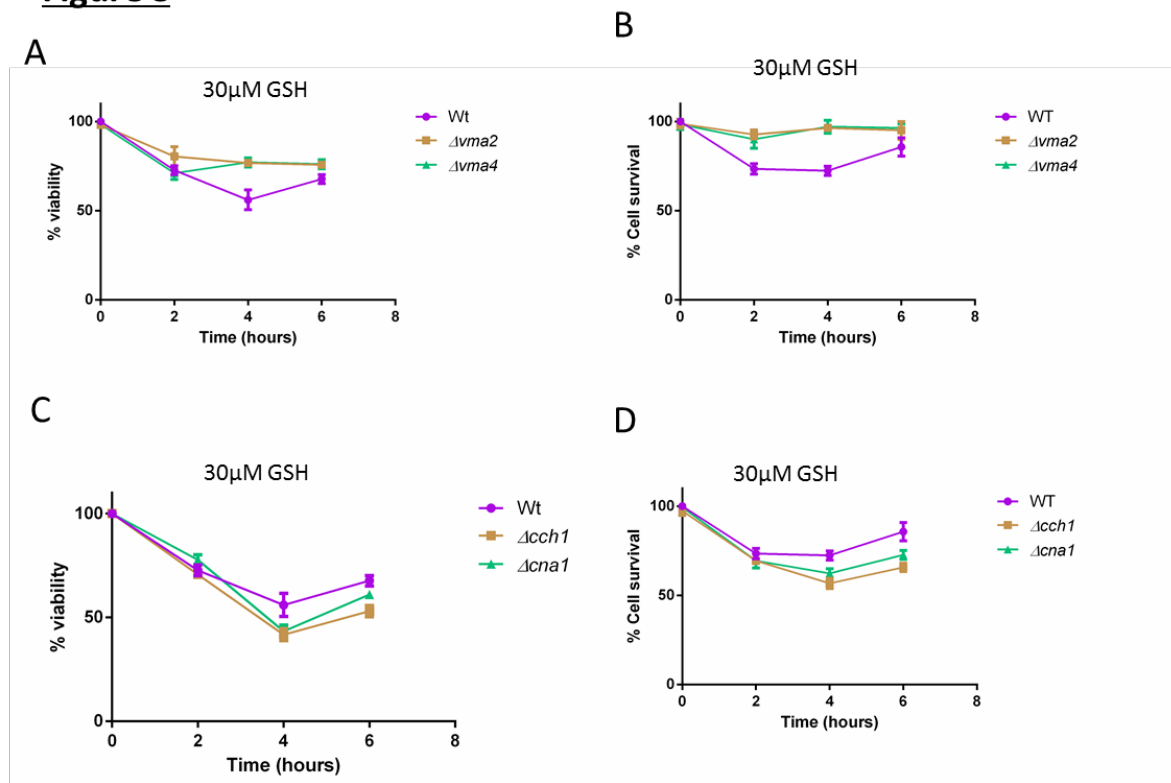 A
30µM GSH
Wt
Δvma2
Δvma4
% viability
100
50
0
0 2 4 6 8
Time (hours)
B
30µM GSH
WT
Δvma2
Δvma4
% Cell survival
100
50
0
0 2 4 6 8
Time (hours)
C
30µM GSH
Wt
Δcch1
Δcna1
% viability
100
50
0
0 2 4 6 8
Time (hours)
D
30µM GSH
WT
Δcch1
Δcna1
% Cell survival
100
50
0
0 2 4 6 8
Time (hours)